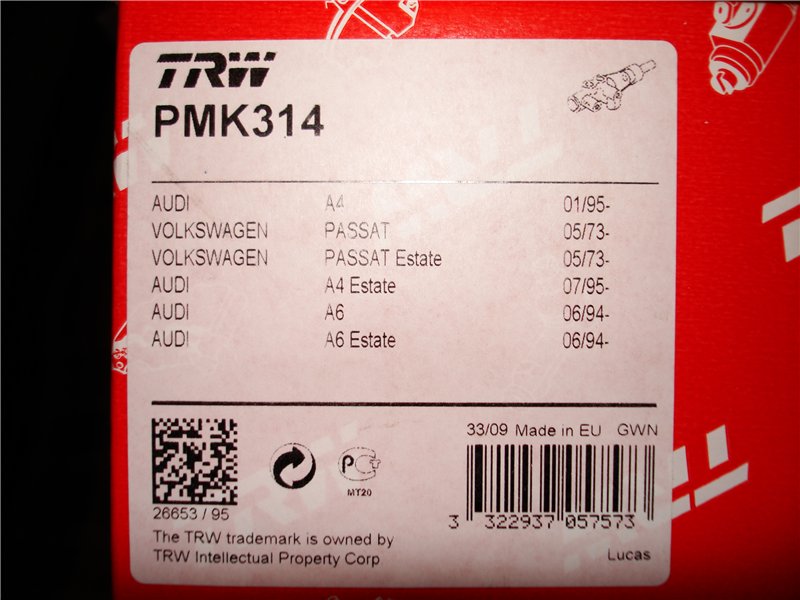 TRW
PMK314
AUDI A4 01/95-
VOLKSWAGEN PASSAT 05/73-
VOLKSWAGEN PASSAT Estate 05/73-
AUDI A4 Estate 07/95-
AUDI A6 06/94-
AUDI A6 Estate 06/94-
33/09 Made in EU GWN
MT20
26653 / 95
3 322937 057573
The TRW trademark is owned by
TRW Intellectual Property Corp
Lucas